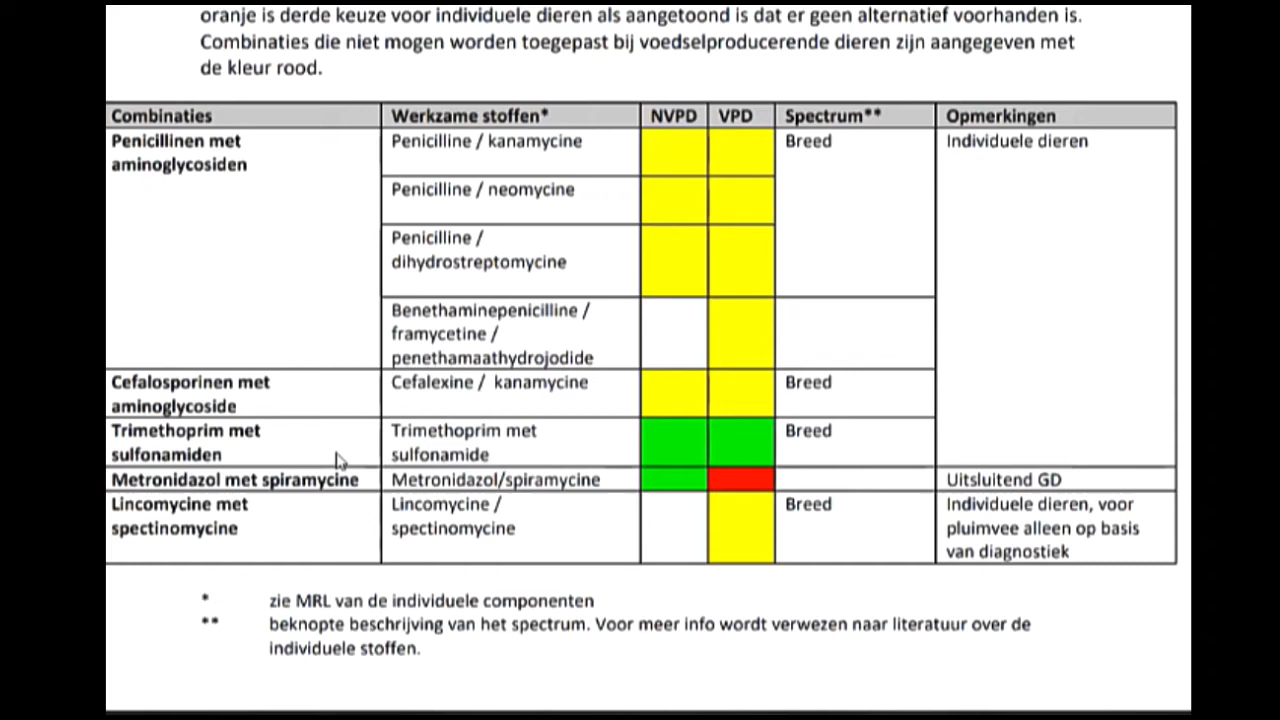 oranje is derde keuze voor individuele dieren als aangetoond is dat er geen alternatief voorhanden is.
Combinaties die niet mogen worden toegepast bij voedselproducerende dieren zijn aangegeven met
de kleur rood.
Combinaties Werkzame stoffen* NVPD VPD Spectrum** Opmerkingen
Penicillinen met Penicilline / kanamycine Breed Individuele dieren
aminoglycosiden
Penicilline / neomycine
Penicilline /
dihydrostreptomycine
Benethaminepenicilline /
framycetine /
penethamaathydrojodide
Cefalosporinen met Cefalexine / kanamycine Breed
aminoglycoside
Trimethoprim met Trimethoprim met Breed
sulfonamiden sulfonamide
Metronidazol met spiramycine Metronidazol/spiramycine Uitsluitend GD
Lincomycine met Lincomycine / Breed Individuele dieren, voor
spectinomycine spectinomycine pluimvee alleen op basis
van diagnostiek
* zie MRL van de individuele componenten
** beknopte beschrijving van het spectrum. Voor meer info wordt verwezen naar literatuur over de
individuele stoffen.